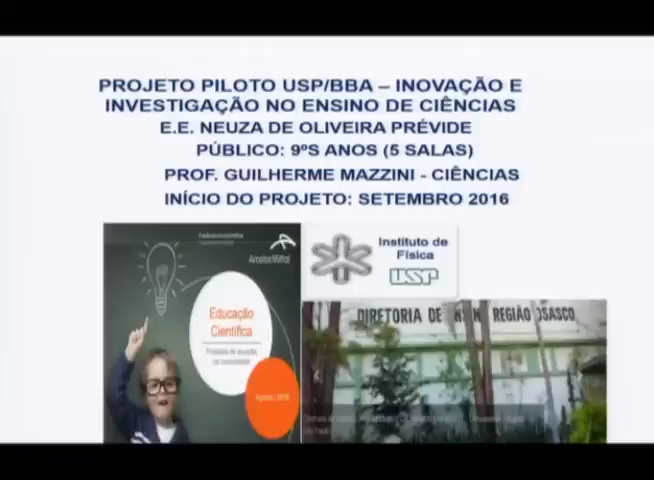 PROJETO PILOTO USP/BBA – INOVAÇÃO E
INVESTIGAÇÃO NO ENSINO DE CIÊNCIAS
E.E. NEUZA DE OLIVEIRA PRÉVIDE
PÚBLICO: 9ºS ANOS (5 SALAS)
PROF. GUILHERME MAZZINI - CIÊNCIAS
INÍCIO DO PROJETO: SETEMBRO 2016
ArcelorMittal
Educação
Científica
Instituto de
Física
USP
DIRETORIA DE ENSINO REGIÃO OSASCO